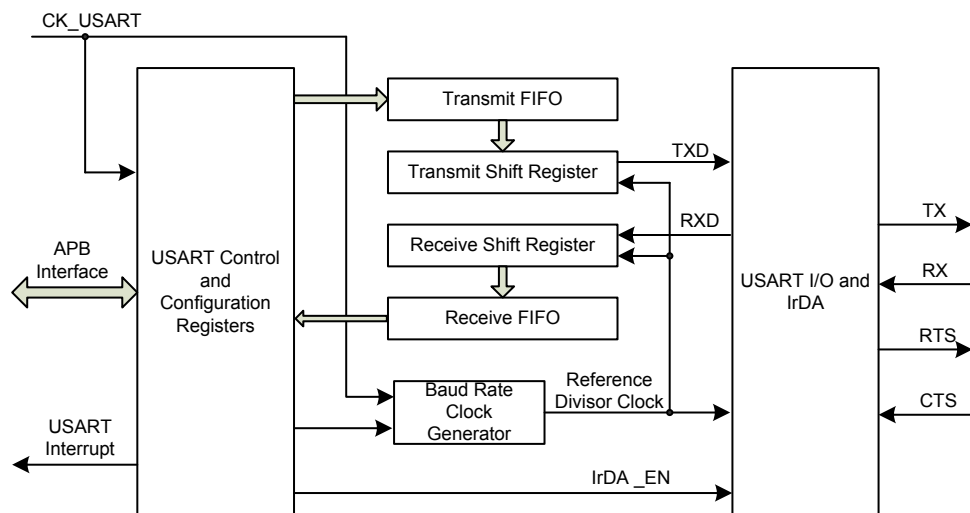 CK_USART
Transmit FIFO
TXD
Transmit Shift Register
RXD
TX
Receive Shift Register
APB
Interface
USART Control
and
Configuration
Registers
USART I/O and
IrDA
RX
Receive FIFO
RTS
Baud Rate
Clock
Generator
Reference
Divisor Clock
CTS
USART
Interrupt
IrDA _EN